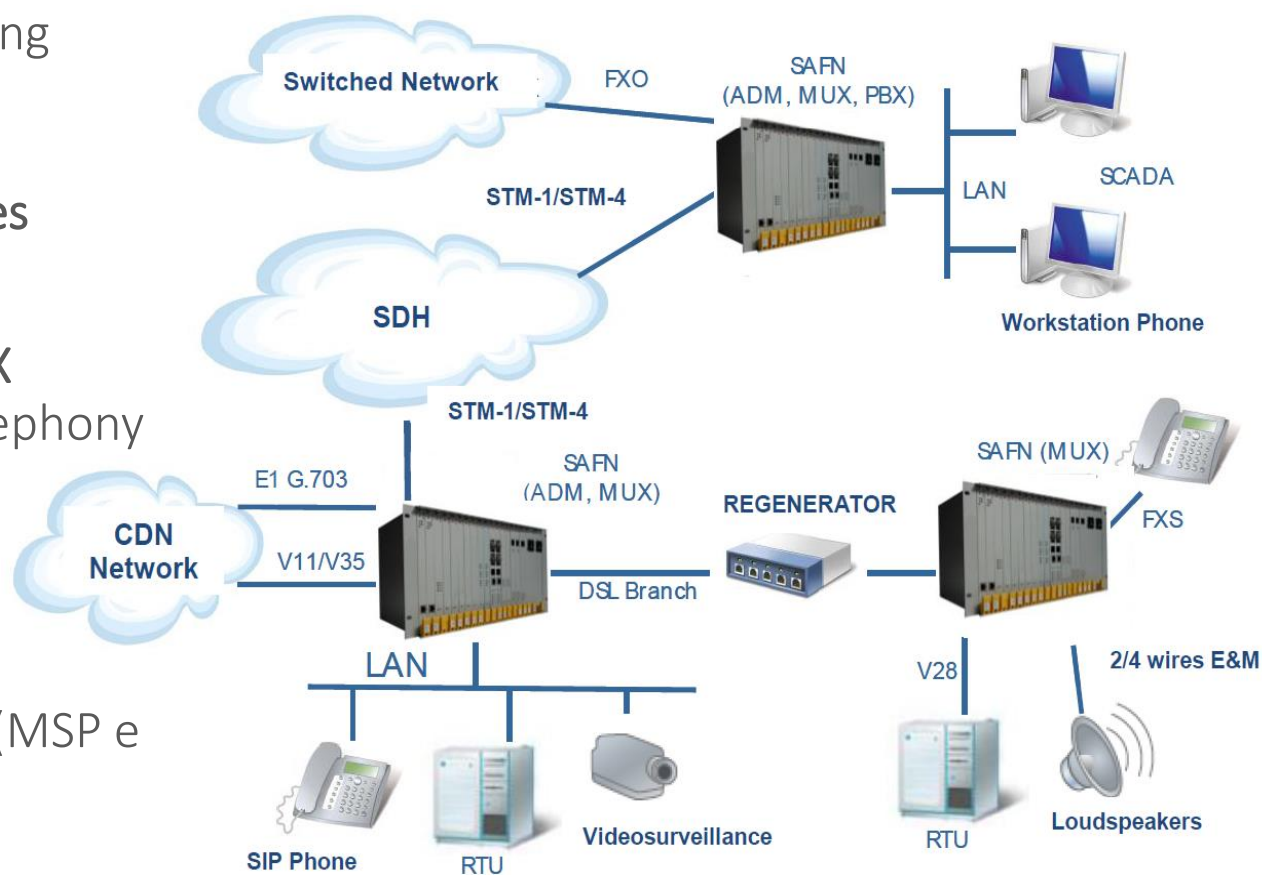 ng
es
X
ephony
(MSP e
Switched Network
FXO
SAFN
(ADM, MUX, PBX)
STM-1/STM-4
LAN
SCADA
Workstation Phone
SDH
STM-1/STM-4
E1 G.703
SAFN
(ADM, MUX)
REGENERATOR
SAFN (MUX)
FXS
CDN
Network
V11/V35
DSL Branch
LAN
V28
2/4 wires E&M
SIP Phone
RTU
Videosurveillance
RTU
Loudspeakers